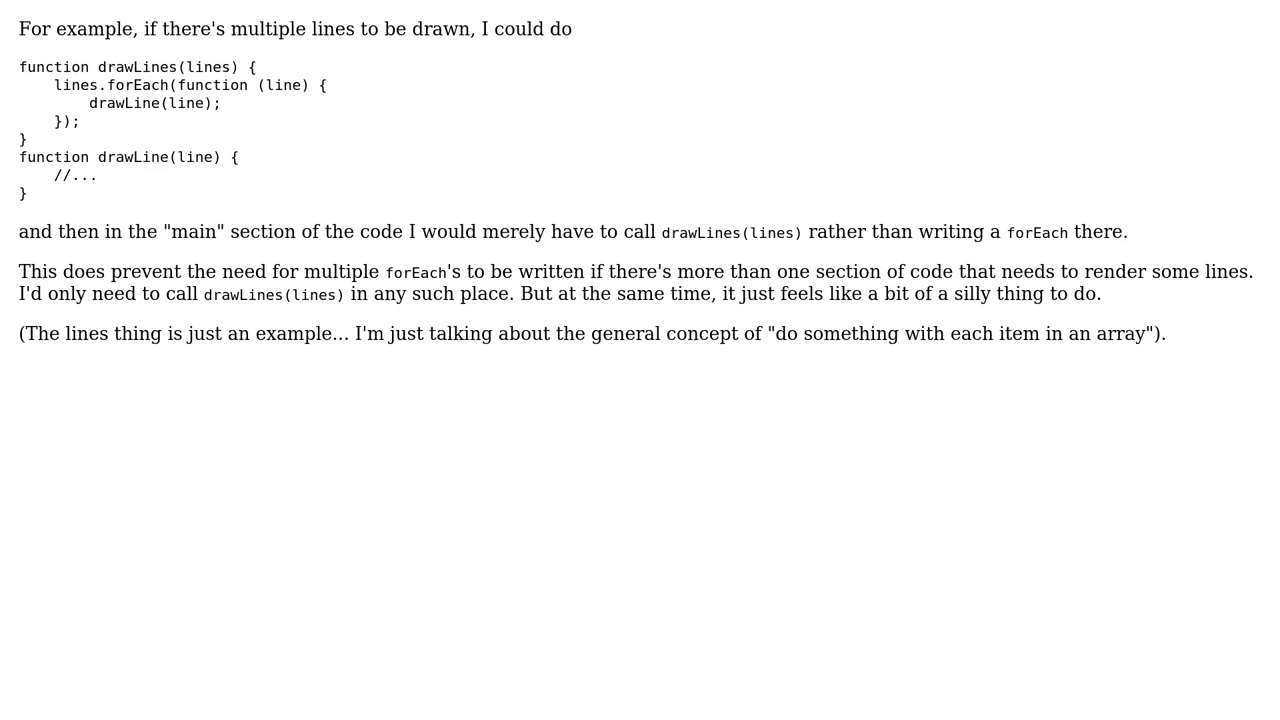 For example, if there's multiple lines to be drawn, I could do
function drawLines(lines) {
    lines.forEach(function (line) {
        drawLine(line);
    });
}
function drawLine(line) {
    //...
}
and then in the "main" section of the code I would merely have to call drawLines(lines) rather than writing a forEach there.
This does prevent the need for multiple forEach's to be written if there's more than one section of code that needs to render some lines.
I'd only need to call drawLines(lines) in any such place. But at the same time, it just feels like a bit of a silly thing to do.
(The lines thing is just an example... I'm just talking about the general concept of "do something with each item in an array").